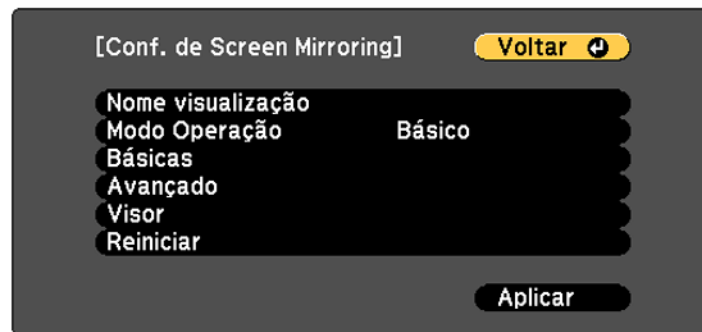 [Conf. de Screen Mirroring] Voltar
Nome visualização
Modo Operação Básico
Básicas
Avançado
Visor
Reiniciar
Aplicar